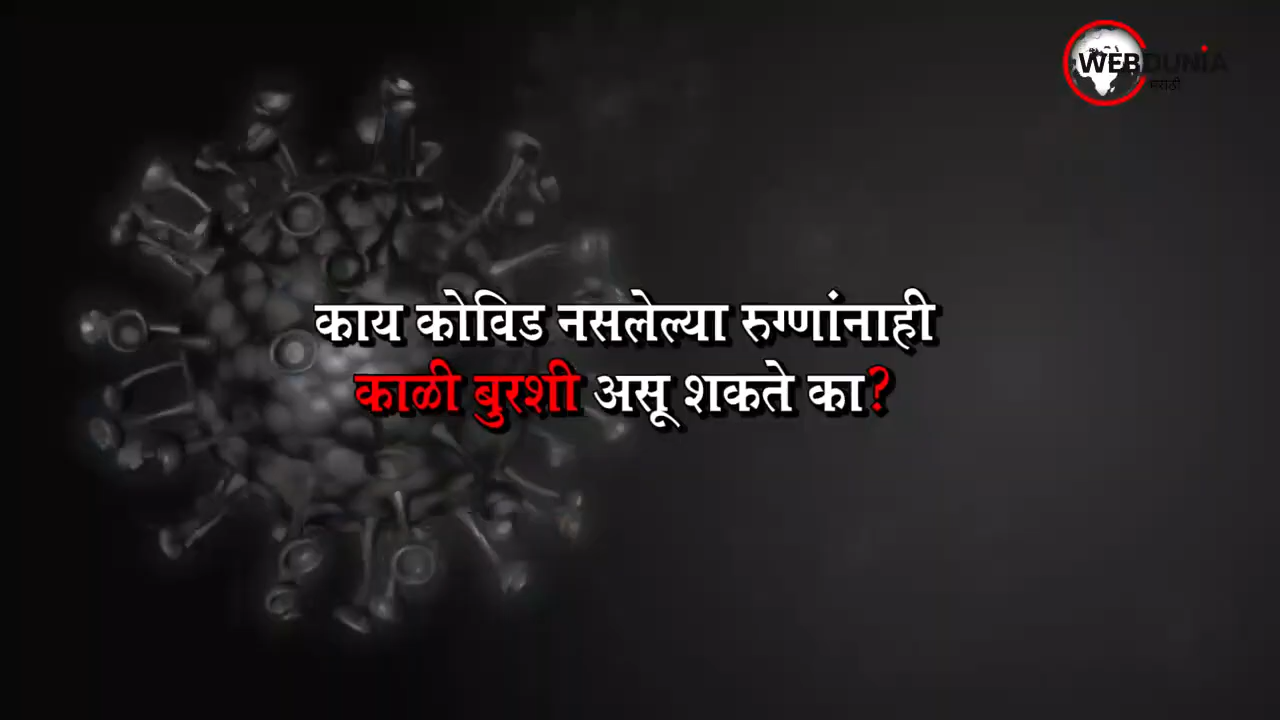 WEBDUNIA
मराठी
काय कोविड नसलेल्या रुग्णांनाही
काळी बुरशी असू शकते का?